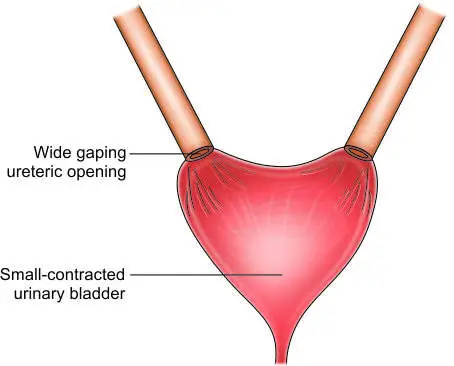 Wide gaping
ureteric opening
Small-contracted
urinary bladder